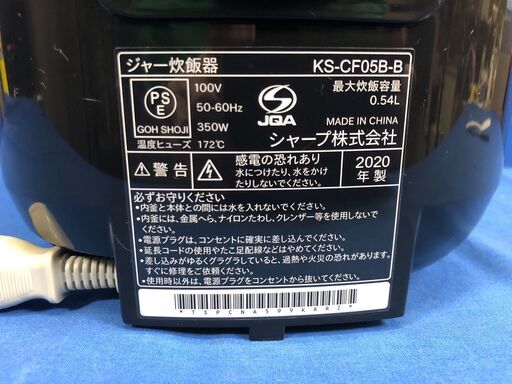 ジャー炊飯器 KS-CF05B-B
PS E
GOH SHOJI
100V
50-60Hz
350W
温度ヒューズ 172℃
JQA
最大炊飯容量
0.54L
MADE IN CHINA
シャープ株式会社
警告
感電の恐れあり
水につけたり、水をかけ
たりしないでください。
2020
年製
必ずお守りください
•内釜と本体との間には水を入れないでください。
•内釜には、金属へら、ナイロンたわし、クレンザー等を使用しない
でください。
•電源プラグは、コンセントに確実に差し込んでください。
•延長コードの使用やたこ足配線などはやめてください。
•差し込みがゆるくグラグラしていると、過熱や火災の恐れがあります。
すぐに修理をご依頼ください。
•使用時以外は、電源プラグをコンセントから抜いてください。